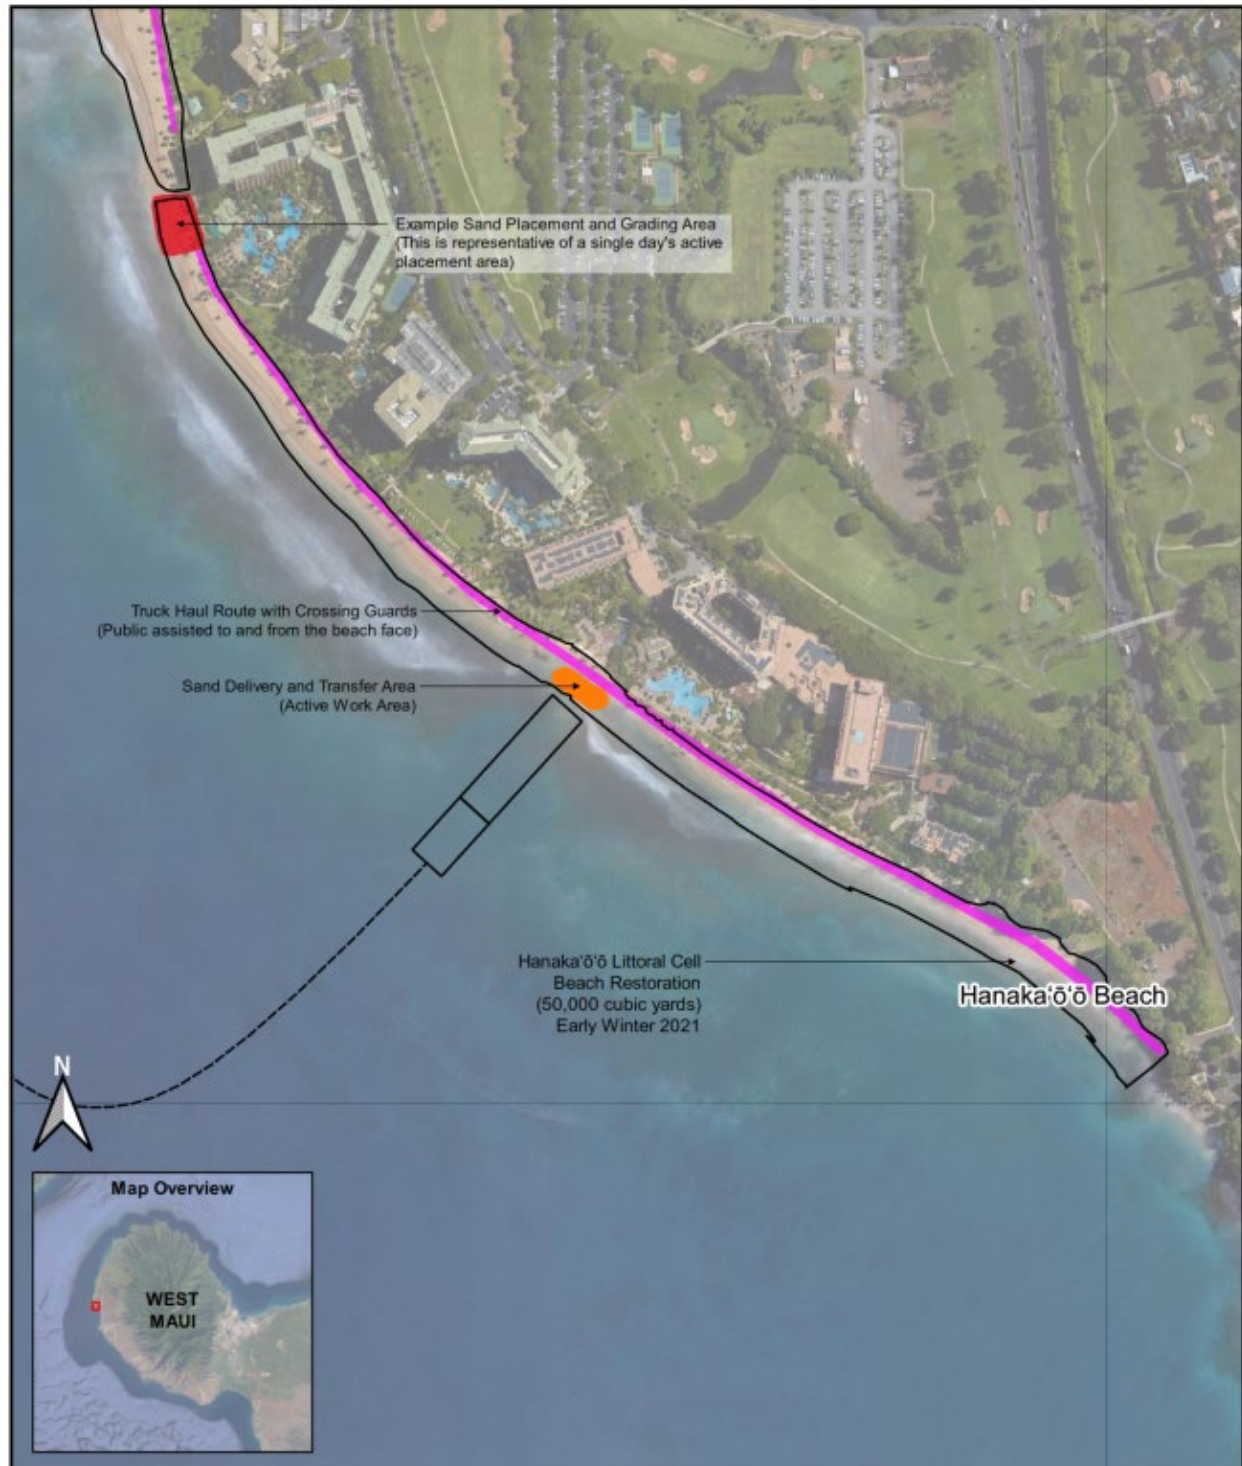 Example Sand Placement and Grading Area
(This is representative of a single day's active
placement area)
Truck Haul Route with Crossing Guards
(Public assisted to and from the beach face)
Sand Delivery and Transfer Area
(Active Work Area)
Hanakaʻōʻō Littoral Cell
Beach Restoration
(50,000 cubic yards)
Early Winter 2021
Hanakaʻōʻō Beach
N
Map Overview
WEST
MAUI